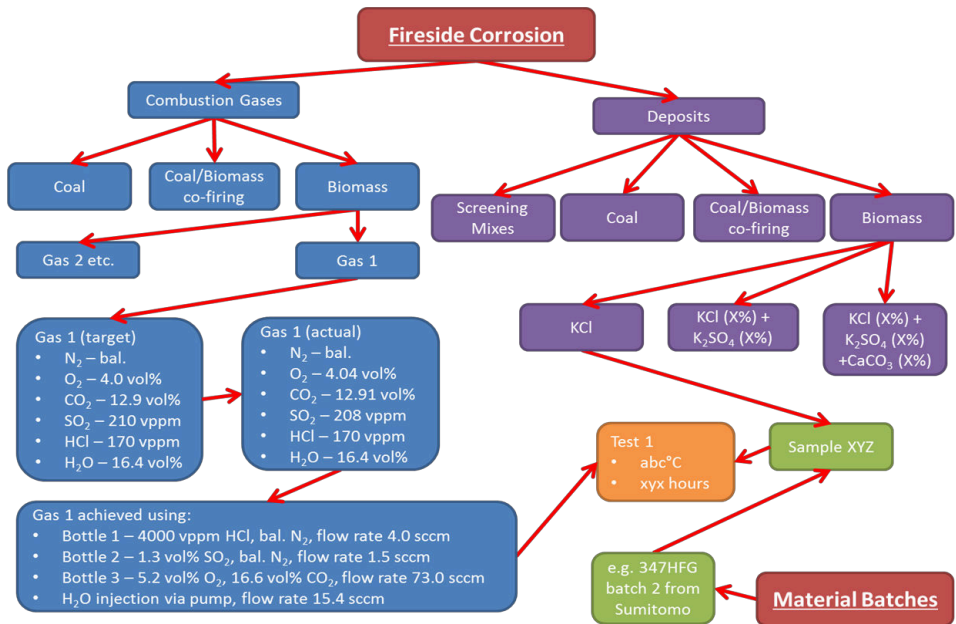 Fireside Corrosion
Combustion Gases
Deposits
Coal
Coal/Biomass
co-firing
Biomass
Screening
Mixes
Coal
Coal/Biomass
co-firing
Biomass
Gas 2 etc.
Gas 1
KCl
KCl (X%) +
K₂SO₄ (X%)
KCl (X%) +
K₂SO₄ (X%)
+CaCO₃ (X%)
Gas 1 (target)
• N₂ – bal.
• O₂ – 4.0 vol%
• CO₂ – 12.9 vol%
• SO₂ – 210 vppm
• HCl – 170 vppm
• H₂O – 16.4 vol%
Gas 1 (actual)
• N₂ – bal.
• O₂ – 4.04 vol%
• CO₂ – 12.91 vol%
• SO₂ – 208 vppm
• HCl – 170 vppm
• H₂O – 16.4 vol%
Test 1
• abc°C
• xyx hours
Sample XYZ
Gas 1 achieved using:
• Bottle 1 – 4000 vppm HCl, bal. N₂, flow rate 4.0 sccm
• Bottle 2 – 1.3 vol% SO₂, bal. N₂, flow rate 1.5 sccm
• Bottle 3 – 5.2 vol% O₂, 16.6 vol% CO₂, flow rate 73.0 sccm
• H₂O injection via pump, flow rate 15.4 sccm
e.g. 347HFG
batch 2 from
Sumitomo
Material Batches